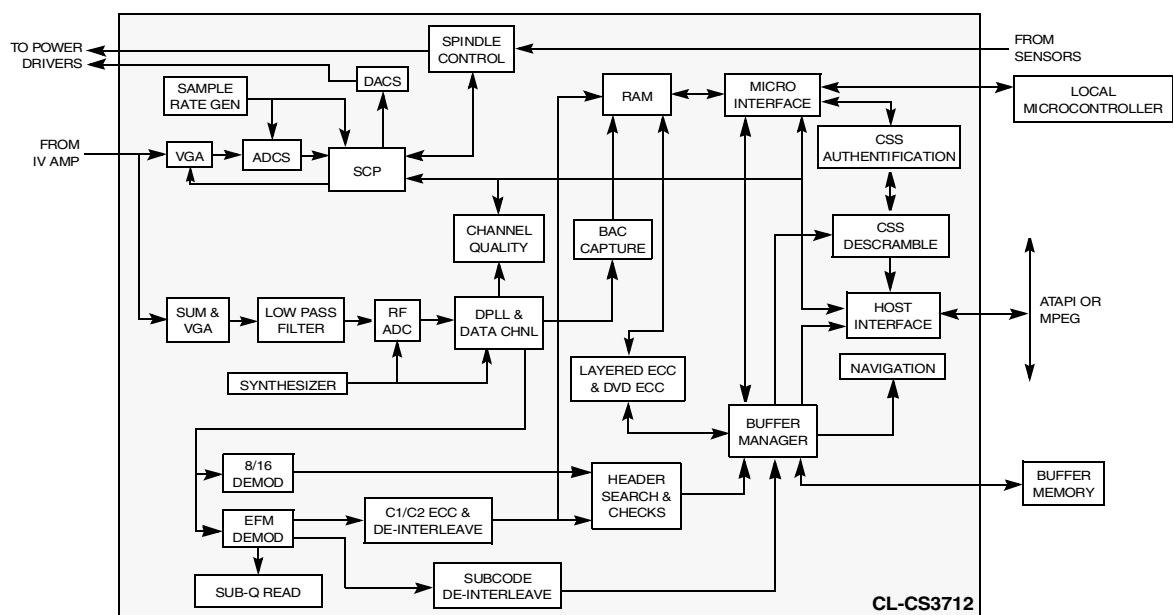 TO POWER
DRIVERS
SPINDLE
CONTROL
FROM
SENSORS
SAMPLE
RATE GEN
DACS
RAM
MICRO
INTERFACE
LOCAL
MICROCONTROLLER
FROM
IV AMP
VGA
ADCS
SCP
CSS
AUTHENTIFICATION
CHANNEL
QUALITY
BAC
CAPTURE
CSS
DESCRAMBLE
SUM &
VGA
LOW PASS
FILTER
RF
ADC
DPLL &
DATA CHNL
HOST
INTERFACE
ATAPI OR
MPEG
SYNTHESIZER
LAYERED ECC
& DVD ECC
NAVIGATION
BUFFER
MANAGER
8/16
DEMOD
HEADER
SEARCH &
CHECKS
BUFFER
MEMORY
EFM
DEMOD
C1/C2 ECC &
DE-INTERLEAVE
SUB-Q READ
SUBCODE
DE-INTERLEAVE
CL-CS3712